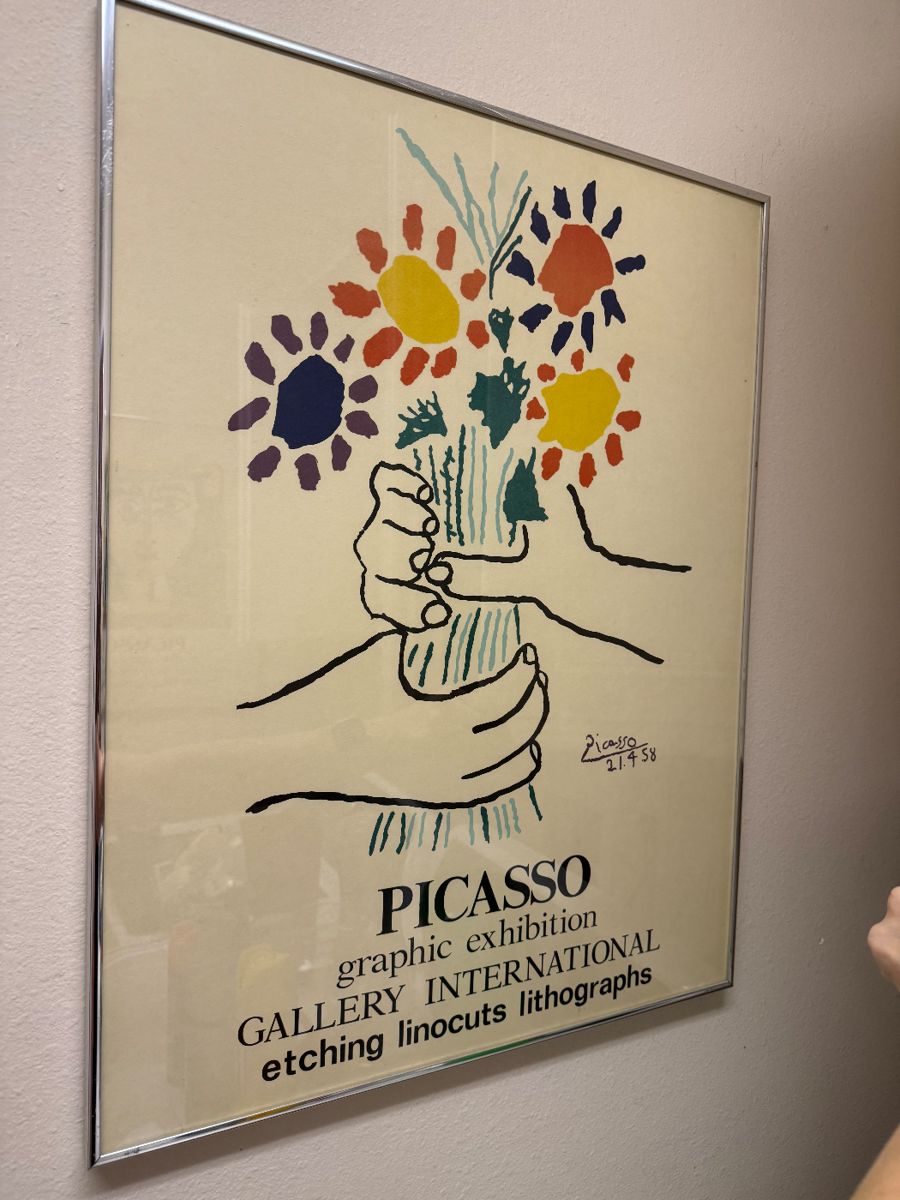 Picasso
21.4 58
PICASSO
graphic exhibition
GALLERY INTERNATIONAL
etching linocuts lithographs